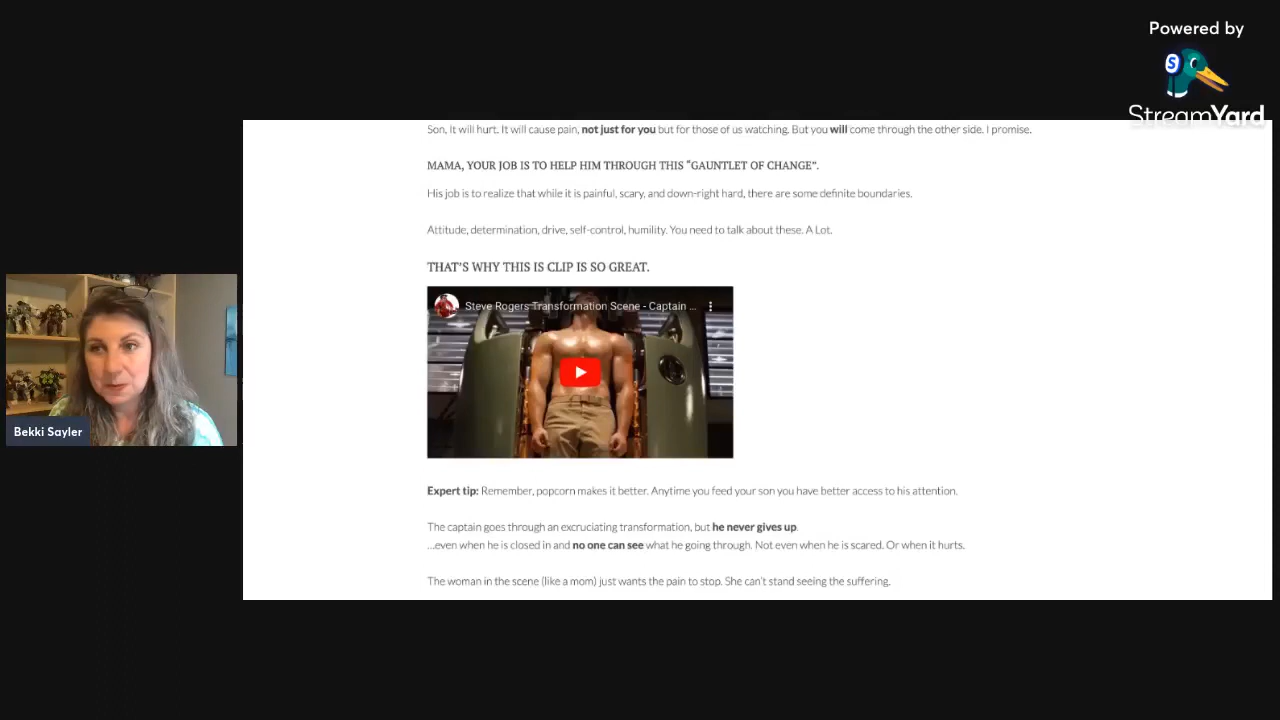 Powered by
S
StreamYard
Son, It will hurt. It will cause pain, not just for you but for those of us watching. But you will come through the other side. I promise.
MAMA, YOUR JOB IS TO HELP HIM THROUGH THIS “GAUNTLET OF CHANGE”.
His job is to realize that while it is painful, scary, and down-right hard, there are some definite boundaries.
Attitude, determination, drive, self-control, humility. You need to talk about these. A Lot.
THAT’S WHY THIS IS CLIP IS SO GREAT.
Steve Rogers Transformation Scene - Captain ...
Expert tip: Remember, popcorn makes it better. Anytime you feed your son you have better access to his attention.
The captain goes through an excruciating transformation, but he never gives up.
…even when he is closed in and no one can see what he going through. Not even when he is scared. Or when it hurts.
The woman in the scene (like a mom) just wants the pain to stop. She can’t stand seeing the suffering.
Bekki Sayler